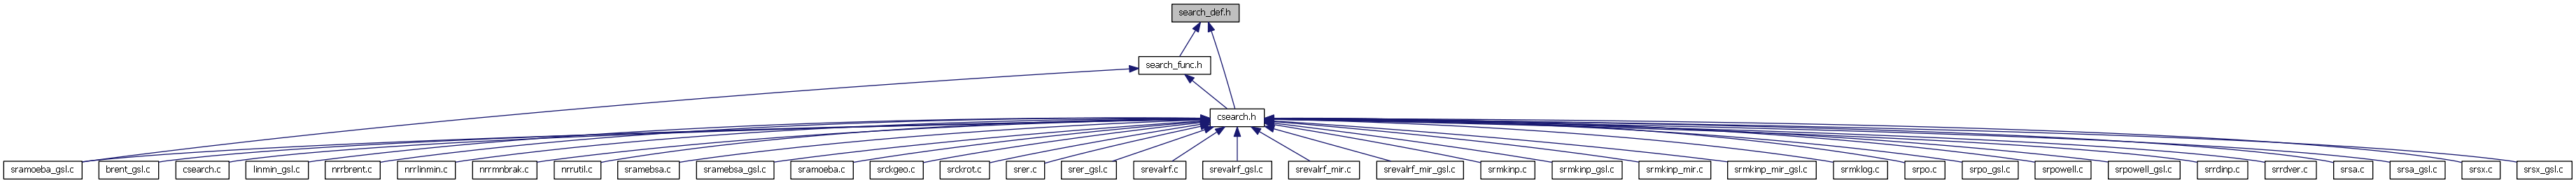 search_def.h
search_func.h
csearch.h
sramoeba_gsl.c
brent_gsl.c
csearch.c
linmin_gsl.c
nrrbrent.c
nrrlinmin.c
nrrmnbrak.c
nrrutil.c
sramebsa.c
sramebsa_gsl.c
sramoeba.c
srckgeo.c
srckrot.c
srer.c
srer_gsl.c
srevalrf.c
srevalrf_gsl.c
srevalrf_mir.c
srevalrf_mir_gsl.c
srmkinp.c
srmkinp_gsl.c
srmkinp_mir.c
srmkinp_mir_gsl.c
srmklog.c
srpo.c
srpo_gsl.c
srpowell.c
srpowell_gsl.c
srrdinp.c
srrdver.c
srsa.c
srsa_gsl.c
srsx.c
srsx_gsl.c